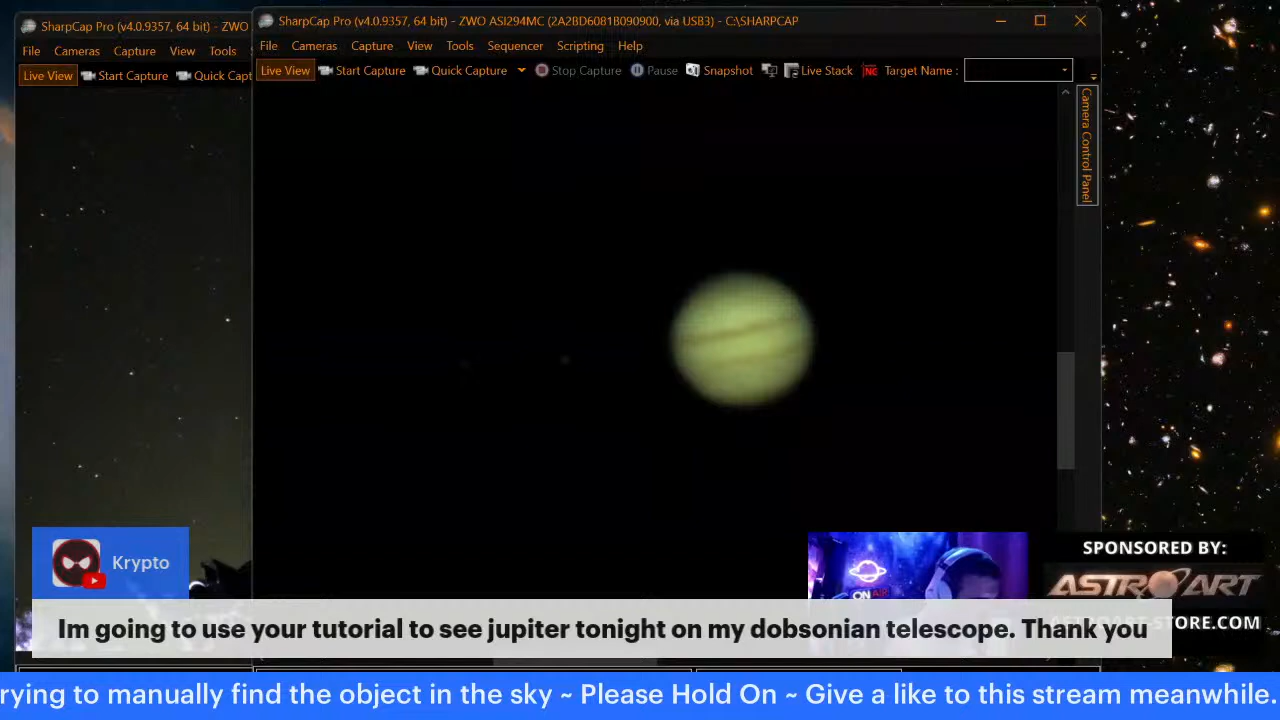 SharpCap Pro (v4.0.9357, 64 bit) - ZWO
File Cameras Capture View Tools
Live View Start Capture Quick Capt
SharpCap Pro (v4.0.9357, 64 bit) - ZWO ASI294MC (2A2BD6081B090900, via USB3) - C:\SHARPCAP
File Cameras Capture View Tools Sequencer Scripting Help
Live View Start Capture Quick Capture Stop Capture Pause Snapshot Live Stack NC Target Name :
Camera Control Panel
Krypto
Im going to use your tutorial to see jupiter tonight on my dobsonian telescope. Thank you
ON AIR
SPONSORED BY:
ASTROART
-STORE.COM
rying to manually find the object in the sky ~ Please Hold On ~ Give a like to this stream meanwhile.